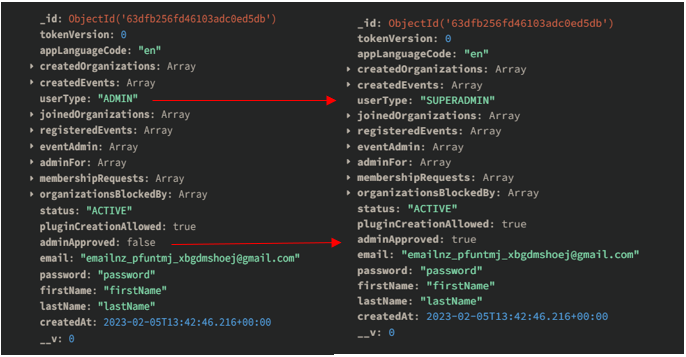 _id: ObjectId('63dfb256fd46103adc0ed5db')
tokenVersion: 0
appLanguageCode: "en"
createdOrganizations: Array
createdEvents: Array
userType: "ADMIN"
joinedOrganizations: Array
registeredEvents: Array
eventAdmin: Array
adminFor: Array
membershipRequests: Array
organizationsBlockedBy: Array
status: "ACTIVE"
pluginCreationAllowed: true
adminApproved: false
email: "emailnz_pfuntmj_xbgdmshoej@gmail.com"
password: "password"
firstName: "firstName"
lastName: "lastName"
createdAt: 2023-02-05T13:42:46.216+00:00
__v: 0
_id: ObjectId('63dfb256fd46103adc0ed5db')
tokenVersion: 0
appLanguageCode: "en"
createdOrganizations: Array
createdEvents: Array
userType: "SUPERADMIN"
joinedOrganizations: Array
registeredEvents: Array
eventAdmin: Array
adminFor: Array
membershipRequests: Array
organizationsBlockedBy: Array
status: "ACTIVE"
pluginCreationAllowed: true
adminApproved: true
email: "emailnz_pfuntmj_xbgdmshoej@gmail.com"
password: "password"
firstName: "firstName"
lastName: "lastName"
createdAt: 2023-02-05T13:42:46.216+00:00
__v: 0